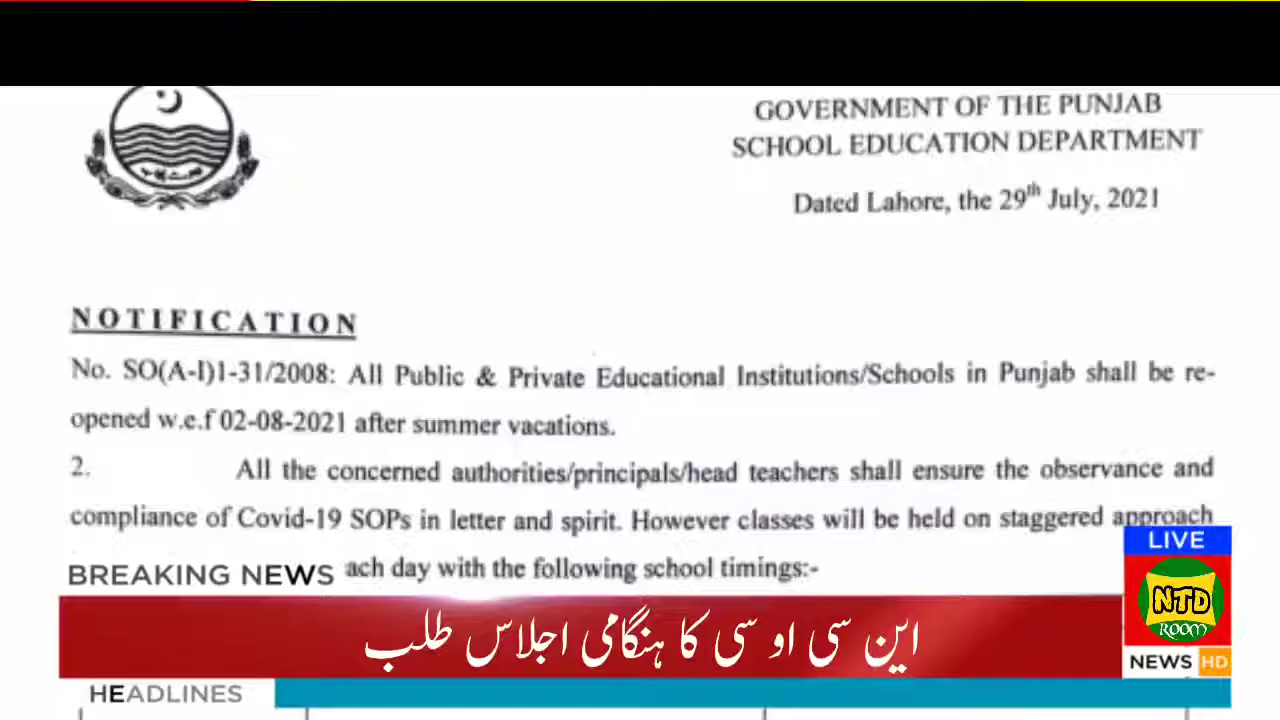 GOVERNMENT OF THE PUNJAB
SCHOOL EDUCATION DEPARTMENT
Dated Lahore, the 29th July, 2021
NOTIFICATION
No. SO(A-I)1-31/2008: All Public & Private Educational Institutions/Schools in Punjab shall be re-
opened w.e.f 02-08-2021 after summer vacations.
2. All the concerned authorities/principals/head teachers shall ensure the observance and
compliance of Covid-19 SOPs in letter and spirit. However classes will be held on staggered approach
ach day with the following school timings:-
BREAKING NEWS
LIVE
NTD
ROOM
NEWS HD
این سی او سی کا ہنگامی اجلاس طلب
HEADLINES